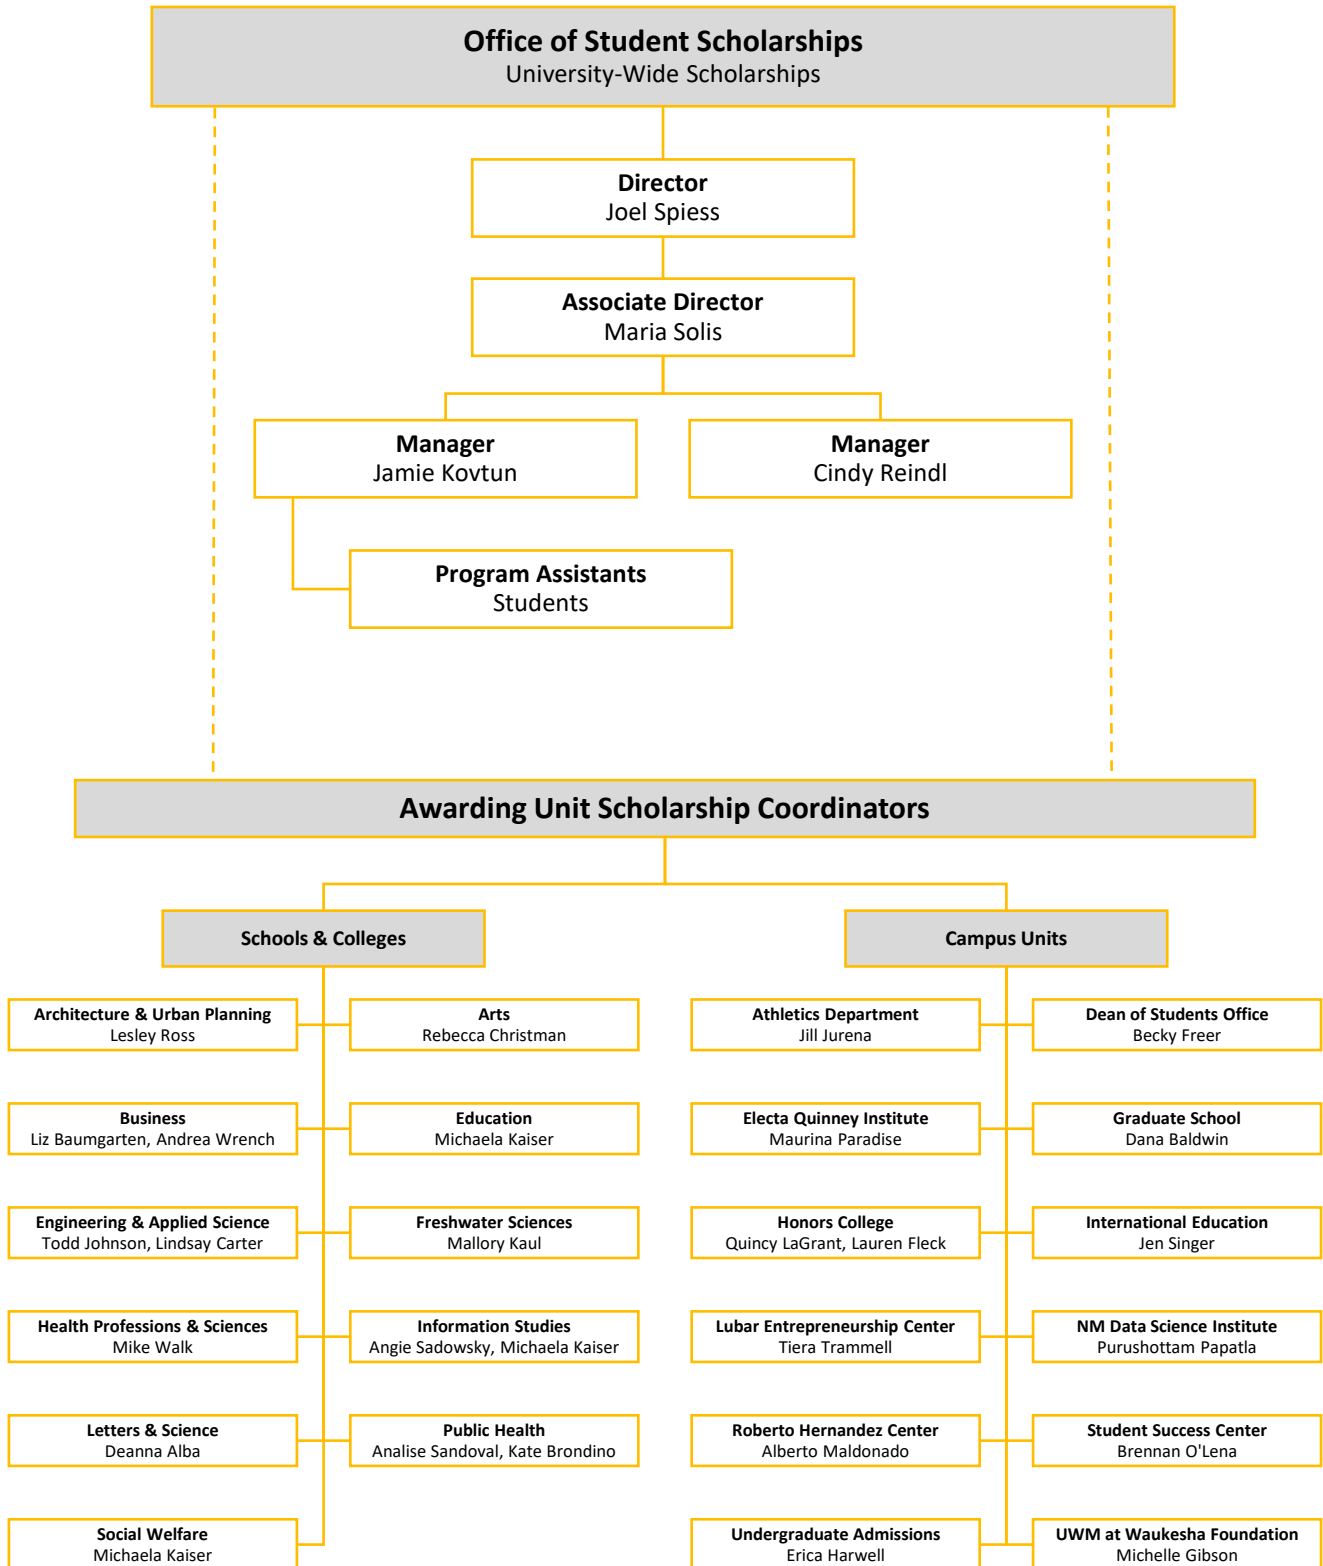 Office of Student Scholarships
University-Wide Scholarships
Director
Joel Spiess
Associate Director
Maria Solis
Manager
Jamie Kovtun
Manager
Cindy Reindl
Program Assistants
Students
Awarding Unit Scholarship Coordinators
Schools & Colleges
Architecture & Urban Planning
Lesley Ross
Arts
Rebecca Christman
Business
Liz Baumgarten, Andrea Wrench
Education
Michaela Kaiser
Engineering & Applied Science
Todd Johnson, Lindsay Carter
Freshwater Sciences
Mallory Kaul
Health Professions & Sciences
Mike Walk
Information Studies
Angie Sadowsky, Michaela Kaiser
Letters & Science
Deanna Alba
Public Health
Analise Sandoval, Kate Brondino
Social Welfare
Michaela Kaiser
Campus Units
Athletics Department
Jill Jurena
Dean of Students Office
Becky Freer
Electa Quinney Institute
Maurina Paradise
Graduate School
Dana Baldwin
Honors College
Quincy LaGrant, Lauren Fleck
International Education
Jen Singer
Lubar Entrepreneurship Center
Tiera Trammell
NM Data Science Institute
Purushottam Papatla
Roberto Hernandez Center
Alberto Maldonado
Student Success Center
Brennan O'Lena
Undergraduate Admissions
Erica Harwell
UWM at Waukesha Foundation
Michelle Gibson